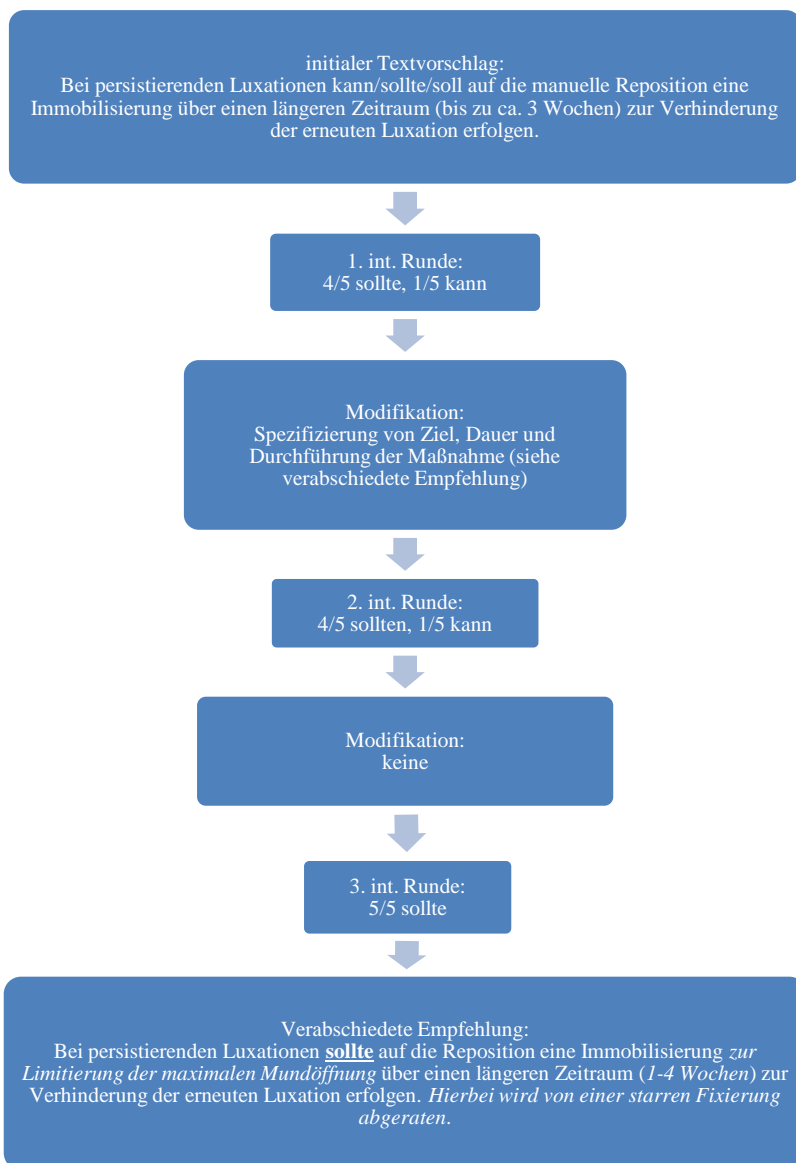 initialer Textvorschlag:
Bei persistierenden Luxationen kann/sollte/soll auf die manuelle Reposition eine
Immobilisierung über einen längeren Zeitraum (bis zu ca. 3 Wochen) zur Verhinderung
der erneuten Luxation erfolgen.
1. int. Runde:
4/5 sollte, 1/5 kann
Modifikation:
Spezifizierung von Ziel, Dauer und
Durchführung der Maßnahme (siehe
verabschiedete Empfehlung)
2. int. Runde:
4/5 sollten, 1/5 kann
Modifikation:
keine
3. int. Runde:
5/5 sollte
Verabschiedete Empfehlung:
Bei persistierenden Luxationen sollte auf die Reposition eine Immobilisierung zur
Limitierung der maximalen Mundöffnung über einen längeren Zeitraum (1-4 Wochen) zur
Verhinderung der erneuten Luxation erfolgen. Hierbei wird von einer starren Fixierung
abgeraten.